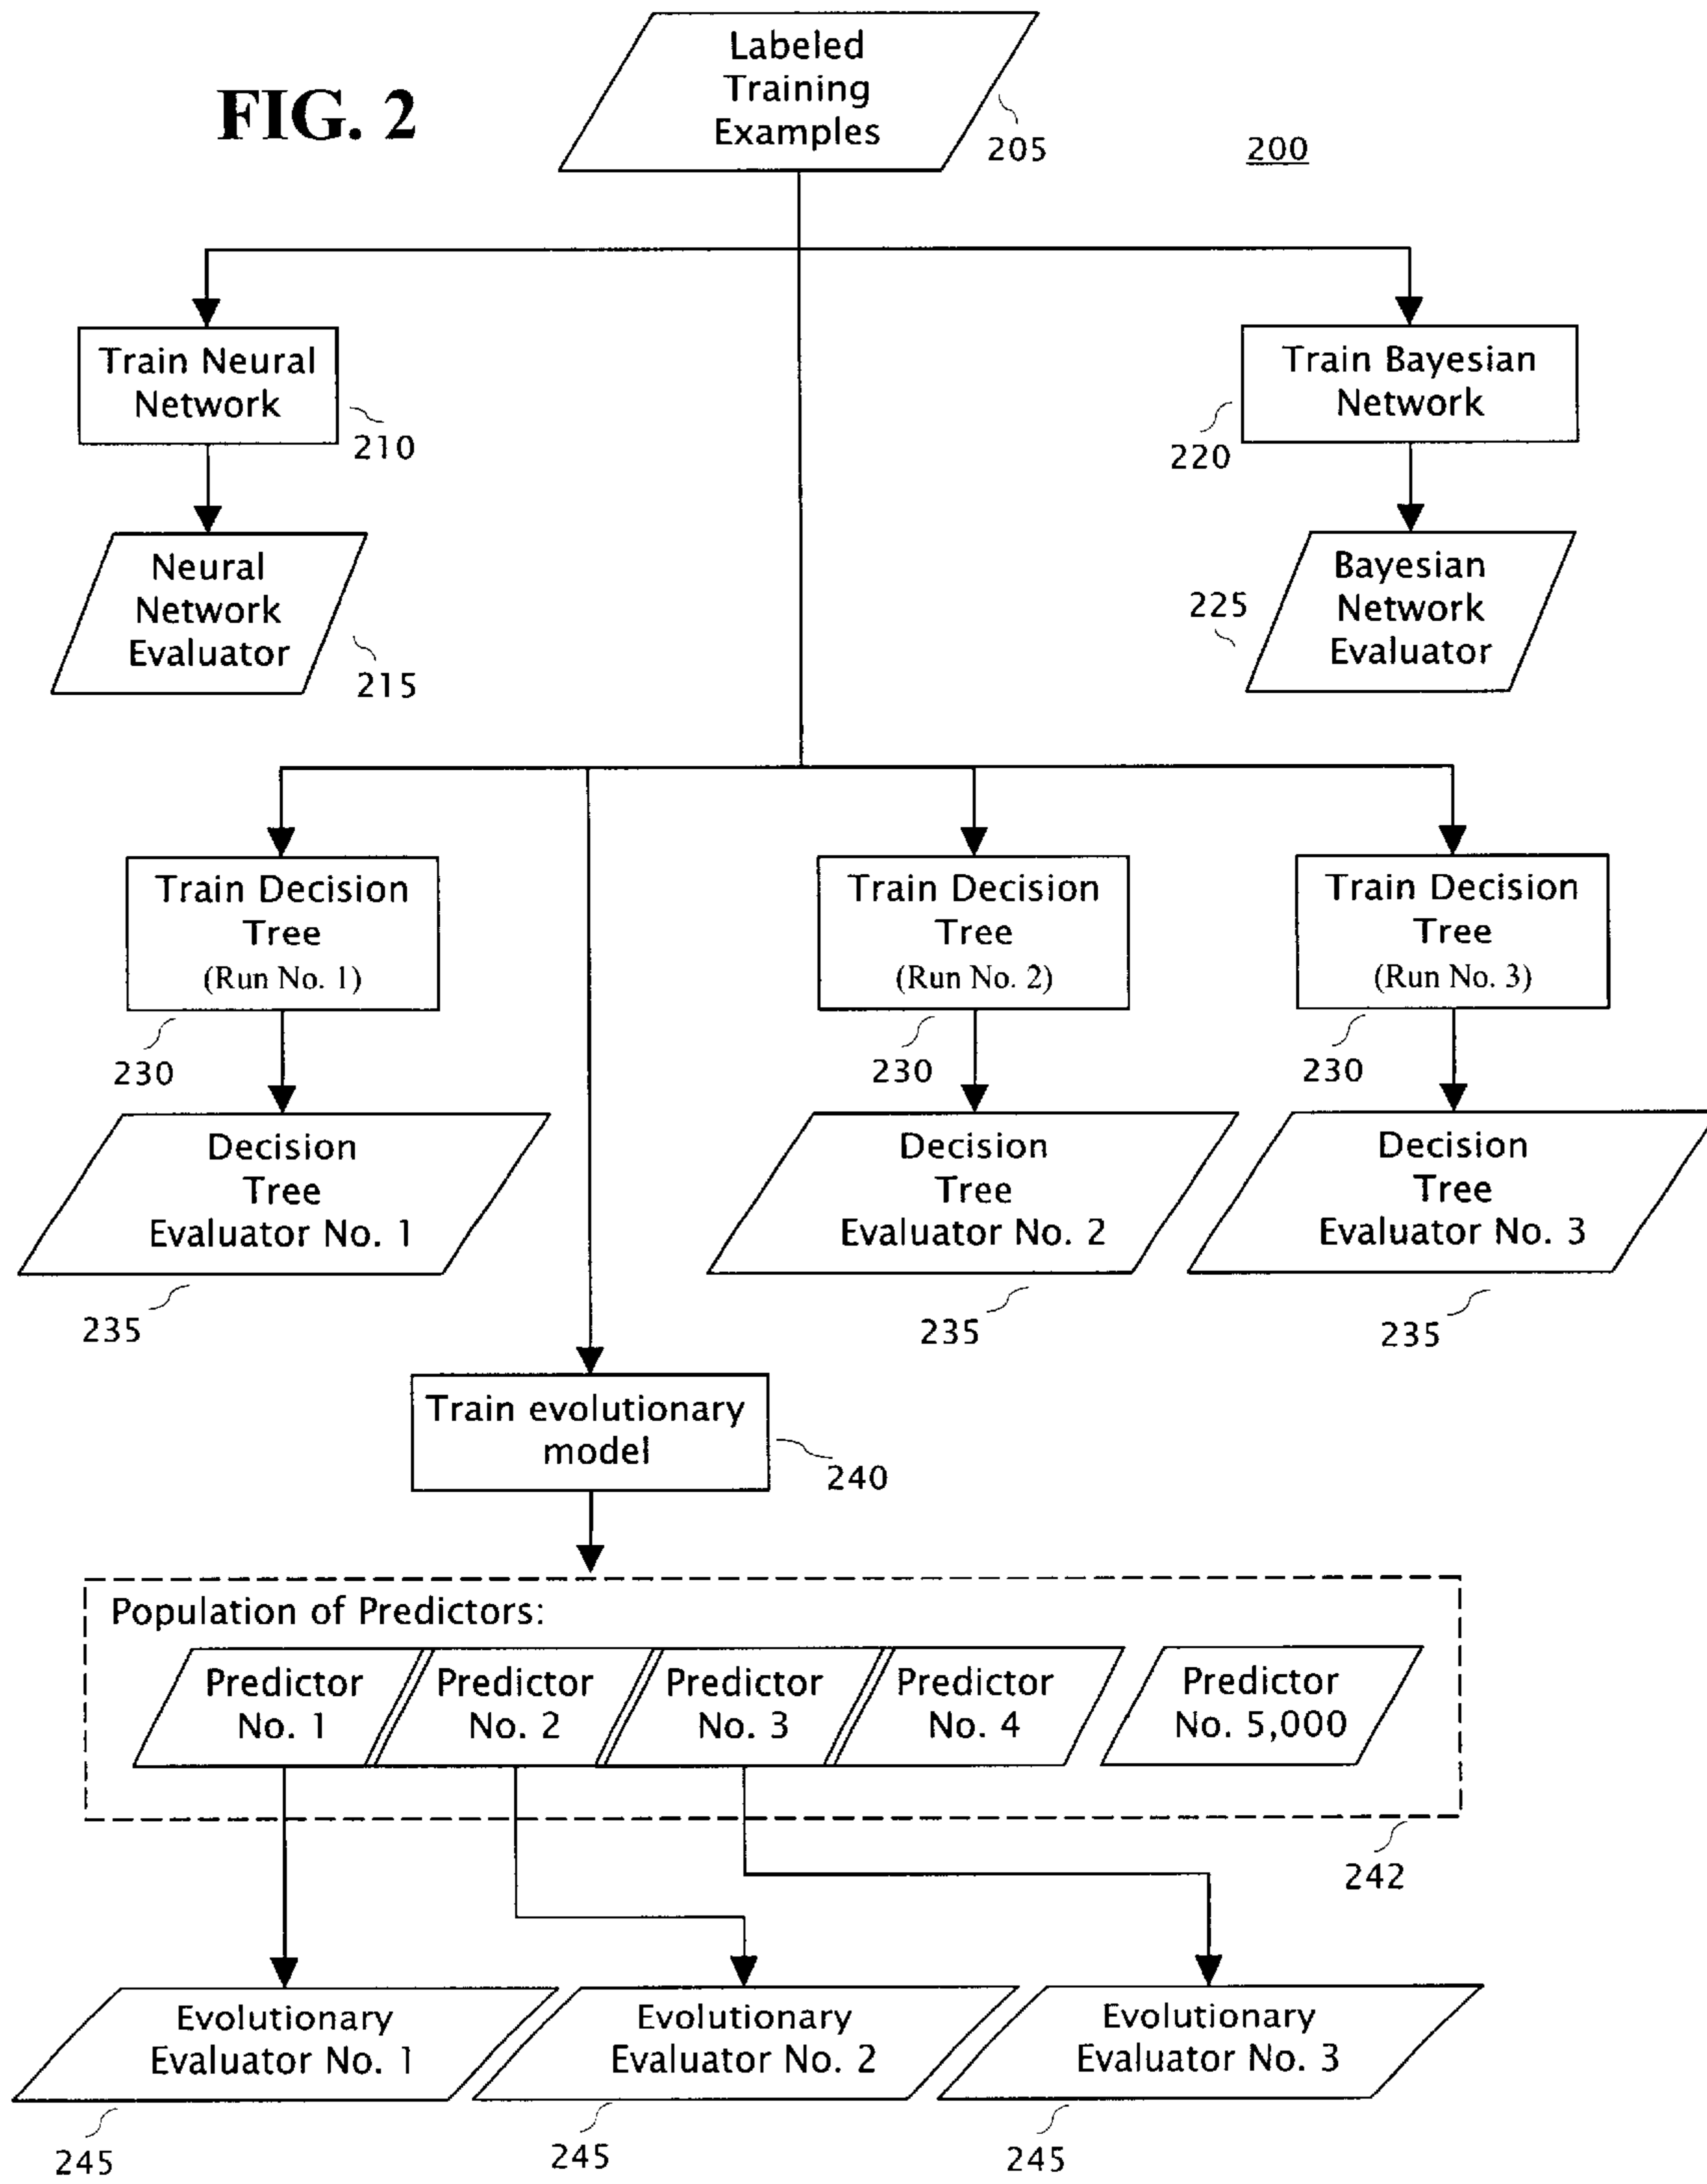 FIG. 2
Labeled
Training
Examples
205
200
Train Neural
Network
210
Train Bayesian
Network
220
Neural
Network
Evaluator
215
Bayesian
Network
Evaluator
225
Train Decision
Tree
(Run No. 1)
230
Train Decision
Tree
(Run No. 2)
230
Train Decision
Tree
(Run No. 3)
230
Decision
Tree
Evaluator No. 1
235
Decision
Tree
Evaluator No. 2
235
Decision
Tree
Evaluator No. 3
235
Train evolutionary
model
240
Population of Predictors:
Predictor
No. 1
Predictor
No. 2
Predictor
No. 3
Predictor
No. 4
Predictor
No. 5,000
242
Evolutionary
Evaluator No. 1
245
Evolutionary
Evaluator No. 2
245
Evolutionary
Evaluator No. 3
245